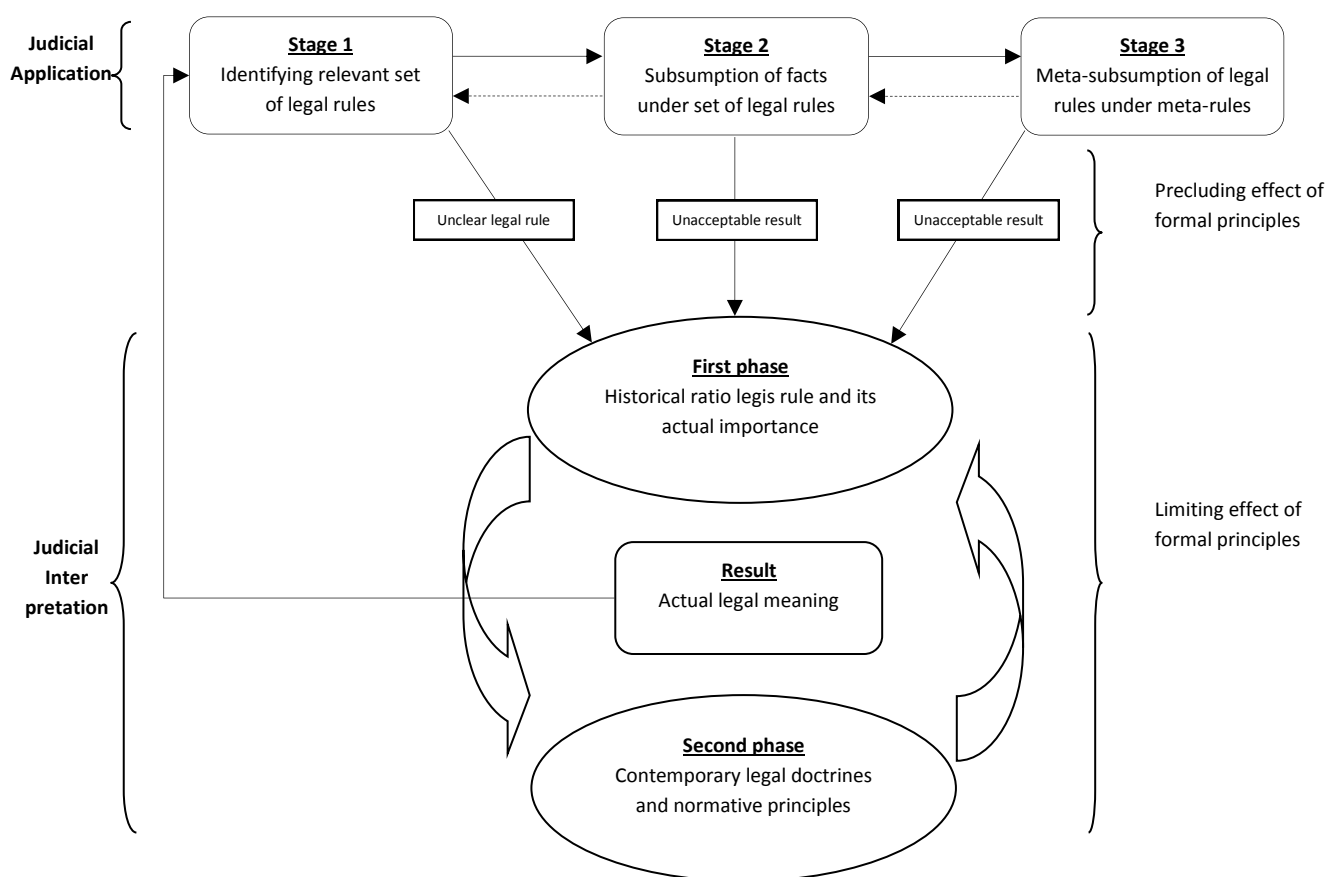 Judicial
Application
Stage 1
Identifying relevant set
of legal rules
Stage 2
Subsumption of facts
under set of legal rules
Stage 3
Meta-subsumption of legal
rules under meta-rules
Unclear legal rule
Unacceptable result
Unacceptable result
Precluding effect of
formal principles
First phase
Historical ratio legis rule and its
actual importance
Judicial
Inter
pretation
Result
Actual legal meaning
Limiting effect of
formal principles
Second phase
Contemporary legal doctrines
and normative principles